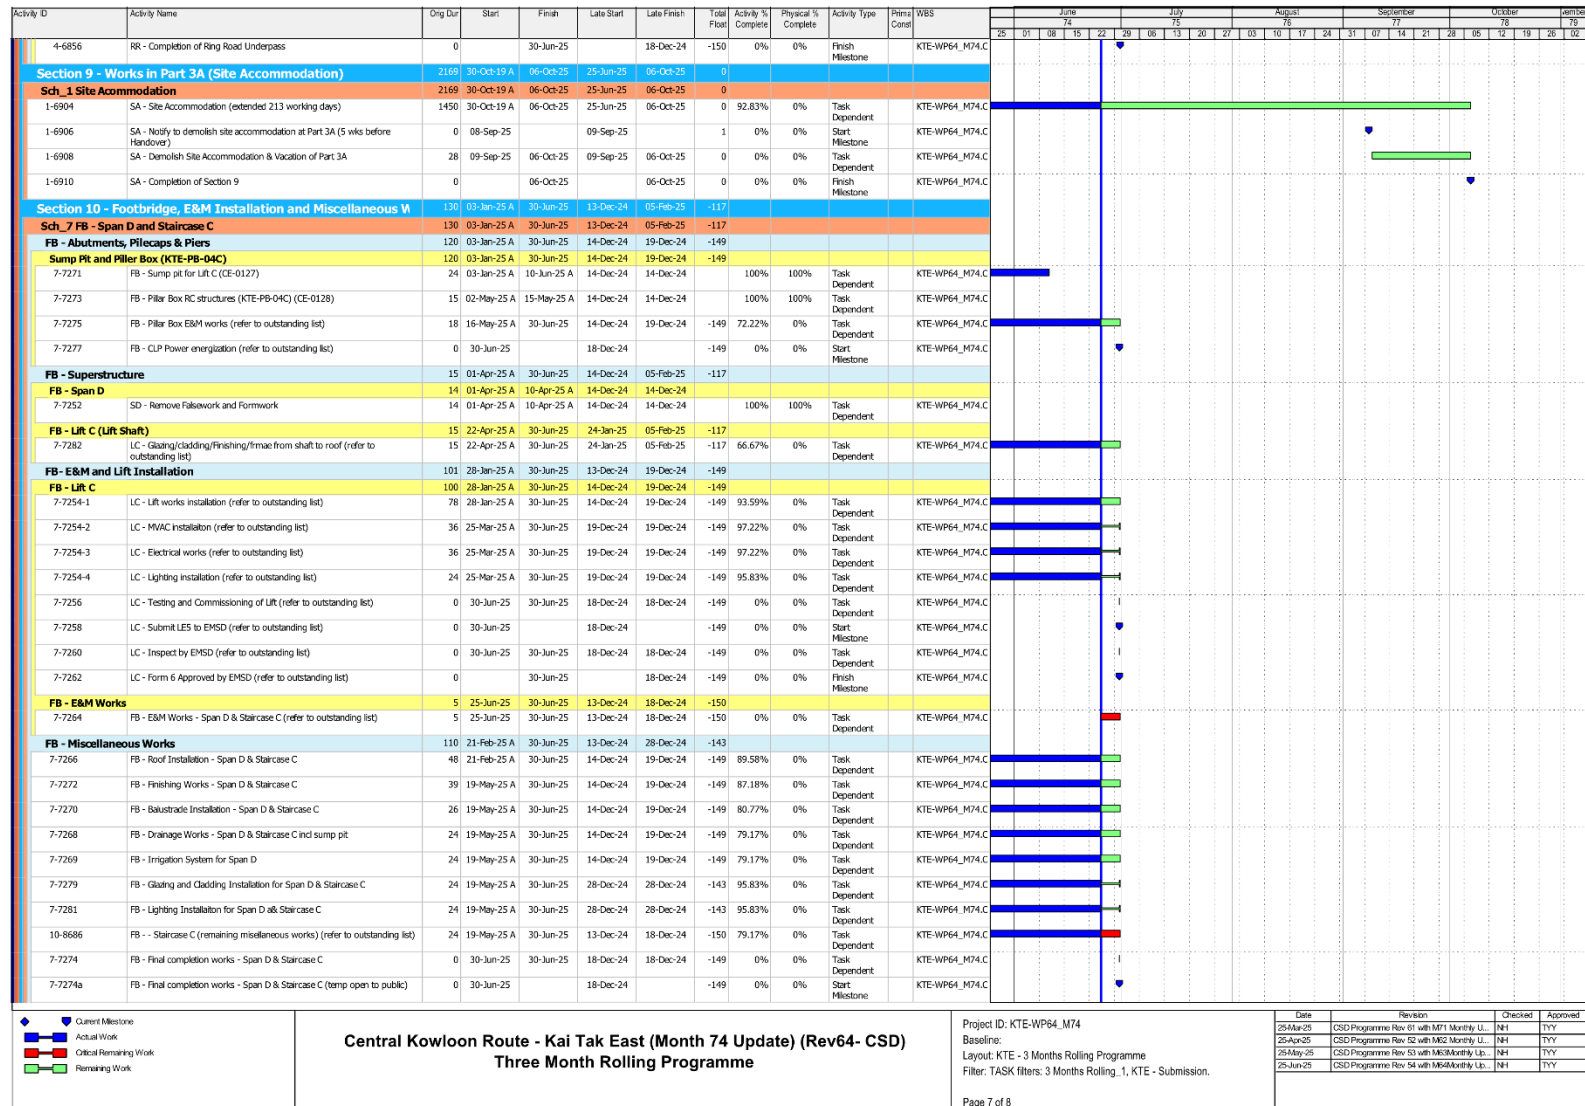 Activity ID Activity Name Orig Dur Start Finish Late Start Late Finish Total Float Activity % Complete Physical % Complete Activity Type Prima Const WBS
June July August September October
74 75 76 77 78 79
25 01 08 15 22 29 06 13 20 27 03 10 17 24 31 07 14 21 28 05 12 19 26 02
4-6856 RR - Completion of Ring Road Underpass 0 30-Jun-25 18-Dec-24 -150 0% 0% Finish Milestone KTE-WP64_M74.C
Section 9 - Works in Part 3A (Site Accommodation) 2169 30-Oct-19 A 06-Oct-25 25-Jun-25 06-Oct-25 0
Sch_1 Site Acommodation 2169 30-Oct-19 A 06-Oct-25 25-Jun-25 06-Oct-25 0
1-6904 SA - Site Accommodation (extended 213 working days) 1450 30-Oct-19 A 06-Oct-25 25-Jun-25 06-Oct-25 0 92.83% 0% Task Dependent KTE-WP64_M74.C
1-6906 SA - Notify to demolish site accommodation at Part 3A (5 wks before Handover) 0 08-Sep-25 09-Sep-25 1 0% 0% Start Milestone KTE-WP64_M74.C
1-6908 SA - Demolish Site Accommodation & Vacation of Part 3A 28 09-Sep-25 06-Oct-25 09-Sep-25 06-Oct-25 0 0% 0% Task Dependent KTE-WP64_M74.C
1-6910 SA - Completion of Section 9 0 06-Oct-25 06-Oct-25 0 0% 0% Finish Milestone KTE-WP64_M74.C
Section 10 - Footbridge, E&M Installation and Miscellaneous W 130 03-Jan-25 A 30-Jun-25 13-Dec-24 05-Feb-25 -117
Sch_7 FB - Span D and Staircase C 130 03-Jan-25 A 30-Jun-25 13-Dec-24 05-Feb-25 -117
FB - Abutments, Pilecaps & Piers 120 03-Jan-25 A 30-Jun-25 14-Dec-24 19-Dec-24 -149
Sump Pit and Piller Box (KTE-PB-04C) 120 03-Jan-25 A 30-Jun-25 14-Dec-24 19-Dec-24 -149
7-7271 FB - Sump pit for Lift C (CE-0127) 24 03-Jan-25 A 10-Jun-25 A 14-Dec-24 14-Dec-24 100% 100% Task Dependent KTE-WP64_M74.C
7-7273 FB - Pillar Box RC structures (KTE-PB-04C) (CE-0128) 15 02-May-25 A 15-May-25 A 14-Dec-24 14-Dec-24 100% 100% Task Dependent KTE-WP64_M74.C
7-7275 FB - Pillar Box E&M works (refer to outstanding list) 18 16-May-25 A 30-Jun-25 14-Dec-24 19-Dec-24 -149 72.22% 0% Task Dependent KTE-WP64_M74.C
7-7277 FB - CLP Power energization (refer to outstanding list) 0 30-Jun-25 18-Dec-24 -149 0% 0% Start Milestone KTE-WP64_M74.C
FB - Superstructure 15 01-Apr-25 A 30-Jun-25 14-Dec-24 05-Feb-25 -117
FB - Span D 14 01-Apr-25 A 10-Apr-25 A 14-Dec-24 14-Dec-24
7-7252 SD - Remove Falsework and Formwork 14 01-Apr-25 A 10-Apr-25 A 14-Dec-24 14-Dec-24 100% 100% Task Dependent KTE-WP64_M74.C
FB - Lift C (Lift Shaft) 15 22-Apr-25 A 30-Jun-25 24-Jan-25 05-Feb-25 -117
7-7282 LC - Glazing/cladding/Finishing/frmae from shaft to roof (refer to outstanding list) 15 22-Apr-25 A 30-Jun-25 24-Jan-25 05-Feb-25 -117 66.67% 0% Task Dependent KTE-WP64_M74.C
FB- E&M and Lift Installation 101 28-Jan-25 A 30-Jun-25 13-Dec-24 19-Dec-24 -149
FB - Lift C 100 28-Jan-25 A 30-Jun-25 14-Dec-24 19-Dec-24 -149
7-7254-1 LC - Lift works installation (refer to outstanding list) 78 28-Jan-25 A 30-Jun-25 14-Dec-24 19-Dec-24 -149 93.59% 0% Task Dependent KTE-WP64_M74.C
7-7254-2 LC - MVAC installaiton (refer to outstanding list) 36 25-Mar-25 A 30-Jun-25 19-Dec-24 19-Dec-24 -149 97.22% 0% Task Dependent KTE-WP64_M74.C
7-7254-3 LC - Electrical works (refer to outstanding list) 36 25-Mar-25 A 30-Jun-25 19-Dec-24 19-Dec-24 -149 97.22% 0% Task Dependent KTE-WP64_M74.C
7-7254-4 LC - Lighting installation (refer to outstanding list) 24 25-Mar-25 A 30-Jun-25 19-Dec-24 19-Dec-24 -149 95.83% 0% Task Dependent KTE-WP64_M74.C
7-7256 LC - Testing and Commissioning of Lift (refer to outstanding list) 0 30-Jun-25 30-Jun-25 18-Dec-24 18-Dec-24 -149 0% 0% Task Dependent KTE-WP64_M74.C
7-7258 LC - Submit LE5 to EMSD (refer to outstanding list) 0 30-Jun-25 18-Dec-24 -149 0% 0% Start Milestone KTE-WP64_M74.C
7-7260 LC - Inspect by EMSD (refer to outstanding list) 0 30-Jun-25 30-Jun-25 18-Dec-24 18-Dec-24 -149 0% 0% Task Dependent KTE-WP64_M74.C
7-7262 LC - Form 6 Approved by EMSD (refer to outstanding list) 0 30-Jun-25 18-Dec-24 -149 0% 0% Finish Milestone KTE-WP64_M74.C
FB - E&M Works 5 25-Jun-25 30-Jun-25 13-Dec-24 18-Dec-24 -150
7-7264 FB - E&M Works - Span D & Staircase C (refer to outstanding list) 5 25-Jun-25 30-Jun-25 13-Dec-24 18-Dec-24 -150 0% 0% Task Dependent KTE-WP64_M74.C
FB - Miscellaneous Works 110 21-Feb-25 A 30-Jun-25 13-Dec-24 28-Dec-24 -143
7-7266 FB - Roof Installation - Span D & Staircase C 48 21-Feb-25 A 30-Jun-25 14-Dec-24 19-Dec-24 -149 89.58% 0% Task Dependent KTE-WP64_M74.C
7-7272 FB - Finishing Works - Span D & Staircase C 39 19-May-25 A 30-Jun-25 14-Dec-24 19-Dec-24 -149 87.18% 0% Task Dependent KTE-WP64_M74.C
7-7270 FB - Balustrade Installation - Span D & Staircase C 26 19-May-25 A 30-Jun-25 14-Dec-24 19-Dec-24 -149 80.77% 0% Task Dependent KTE-WP64_M74.C
7-7268 FB - Drainage Works - Span D & Staircase C incl sump pit 24 19-May-25 A 30-Jun-25 14-Dec-24 19-Dec-24 -149 79.17% 0% Task Dependent KTE-WP64_M74.C
7-7269 FB - Irrigation System for Span D 24 19-May-25 A 30-Jun-25 14-Dec-24 19-Dec-24 -149 79.17% 0% Task Dependent KTE-WP64_M74.C
7-7279 FB - Glazing and Cladding Installation for Span D & Staircase C 24 19-May-25 A 30-Jun-25 28-Dec-24 28-Dec-24 -143 95.83% 0% Task Dependent KTE-WP64_M74.C
7-7281 FB - Lighting Installaiton for Span D a& Staircase C 24 19-May-25 A 30-Jun-25 28-Dec-24 28-Dec-24 -143 95.83% 0% Task Dependent KTE-WP64_M74.C
10-8686 FB - - Staircase C (remaining misellaneous works) (refer to outstanding list) 24 19-May-25 A 30-Jun-25 13-Dec-24 18-Dec-24 -150 79.17% 0% Task Dependent KTE-WP64_M74.C
7-7274 FB - Final completion works - Span D & Staircase C 0 30-Jun-25 30-Jun-25 18-Dec-24 18-Dec-24 -149 0% 0% Task Dependent KTE-WP64_M74.C
7-7274a FB - Final completion works - Span D & Staircase C (temp open to public) 0 30-Jun-25 18-Dec-24 -149 0% 0% Start Milestone KTE-WP64_M74.C
Current Milestone
Actual Work
Critical Remaining Work
Remaining Work
Central Kowloon Route - Kai Tak East (Month 74 Update) (Rev64- CSD)
Three Month Rolling Programme
Project ID: KTE-WP64_M74
Baseline:
Layout: KTE - 3 Months Rolling Programme
Filter: TASK filters: 3 Months Rolling_1, KTE - Submission.
Page 7 of 8
Date Revision Checked Approved
25-Mar-25 CSD Programme Rev 61 with M71 Monthly U... NH TYY
25-Apr-25 CSD Programme Rev 52 with M62 Monthly U... NH TYY
25-May-25 CSD Programme Rev 53 with M63Monthly Up... NH TYY
25-Jun-25 CSD Programme Rev 54 with M64Monthly Up... NH TYY